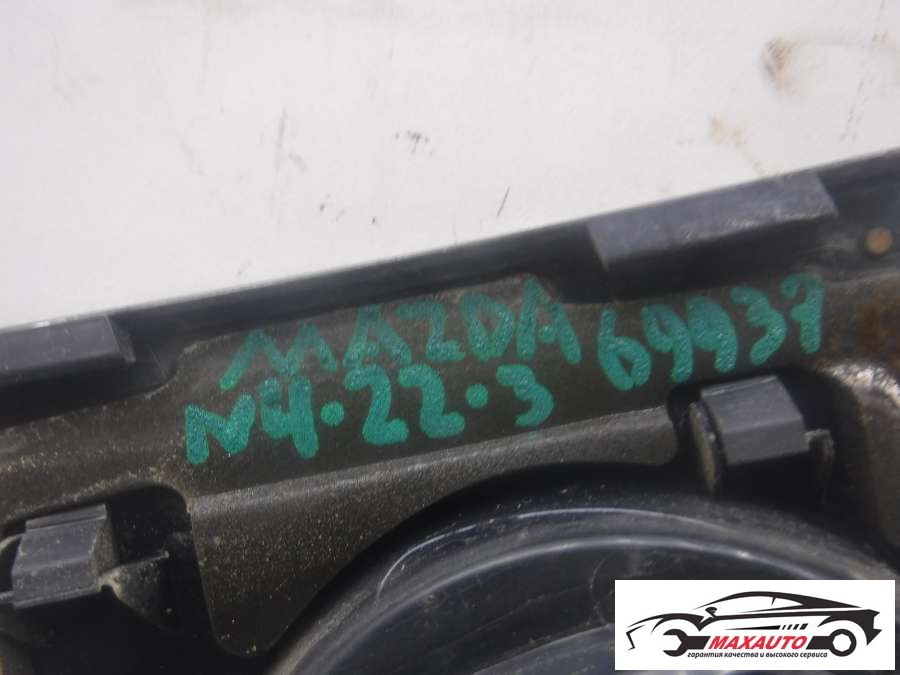 MAZDA 69937
N4.22.3
MAXAUTO
гарантия качества и высокого сервиса